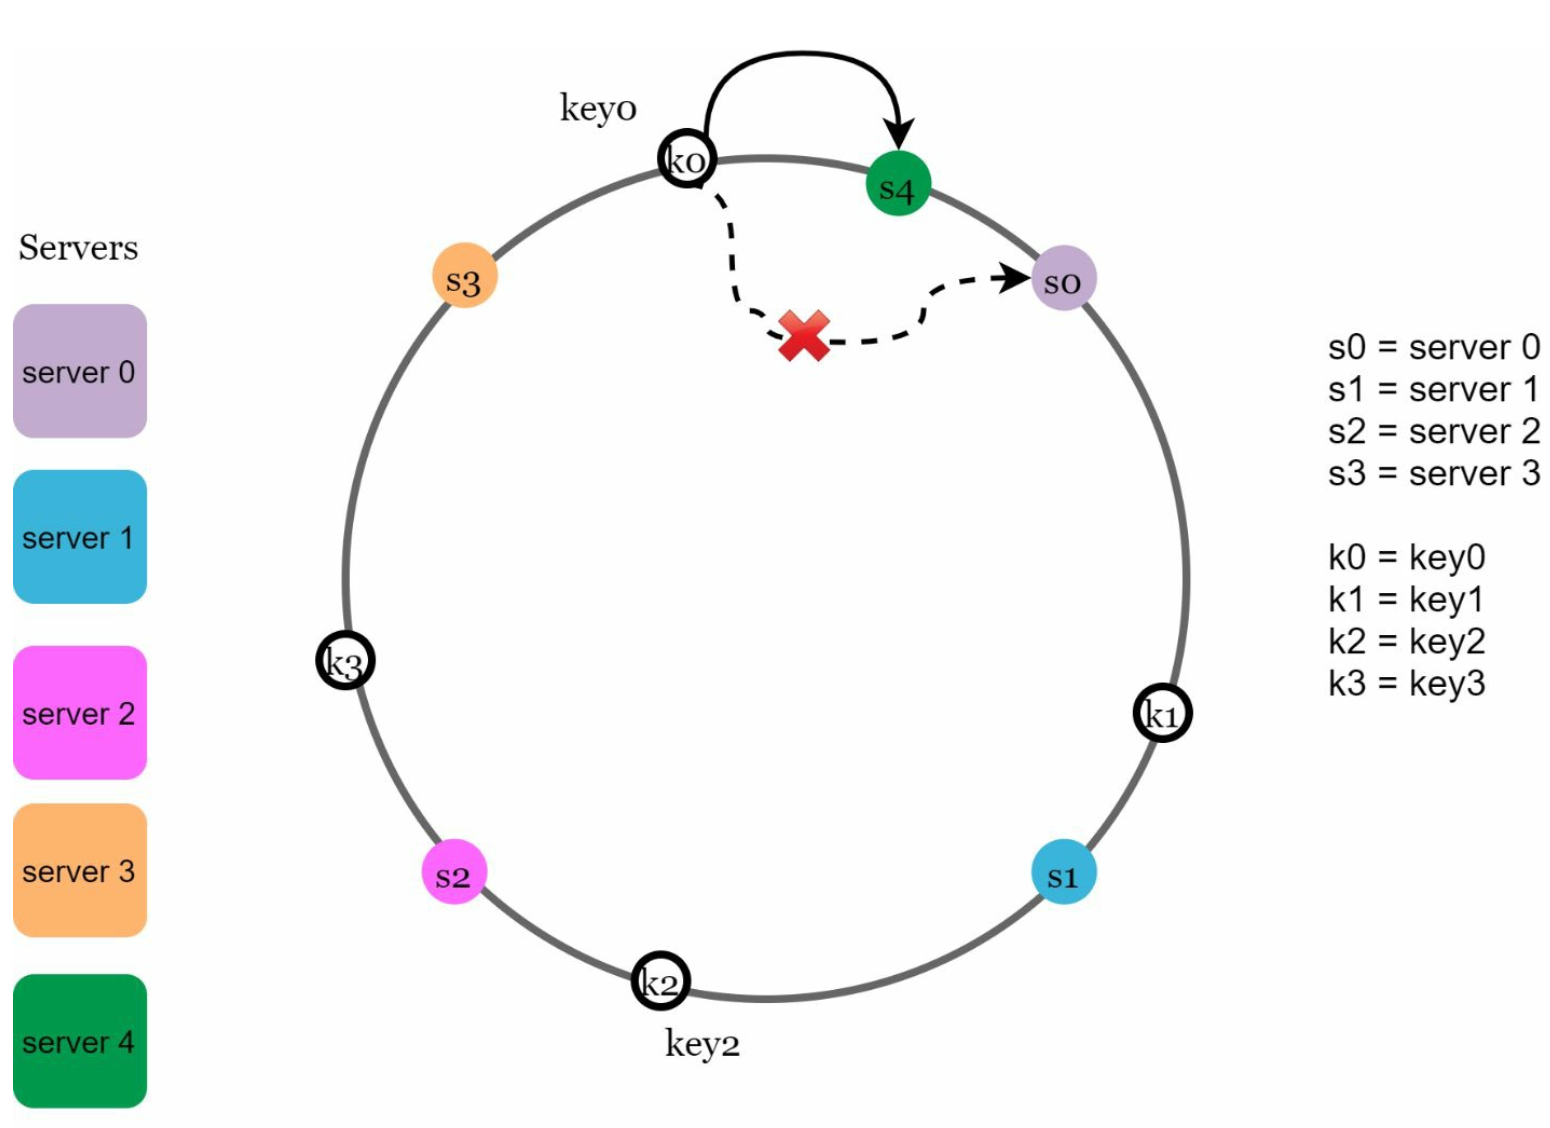 key0
k0
s4
s3
s0
Servers
server 0
server 1
server 2
server 3
server 4
k3
k1
s2
s1
k2
key2
s0 = server 0
s1 = server 1
s2 = server 2
s3 = server 3
k0 = key0
k1 = key1
k2 = key2
k3 = key3